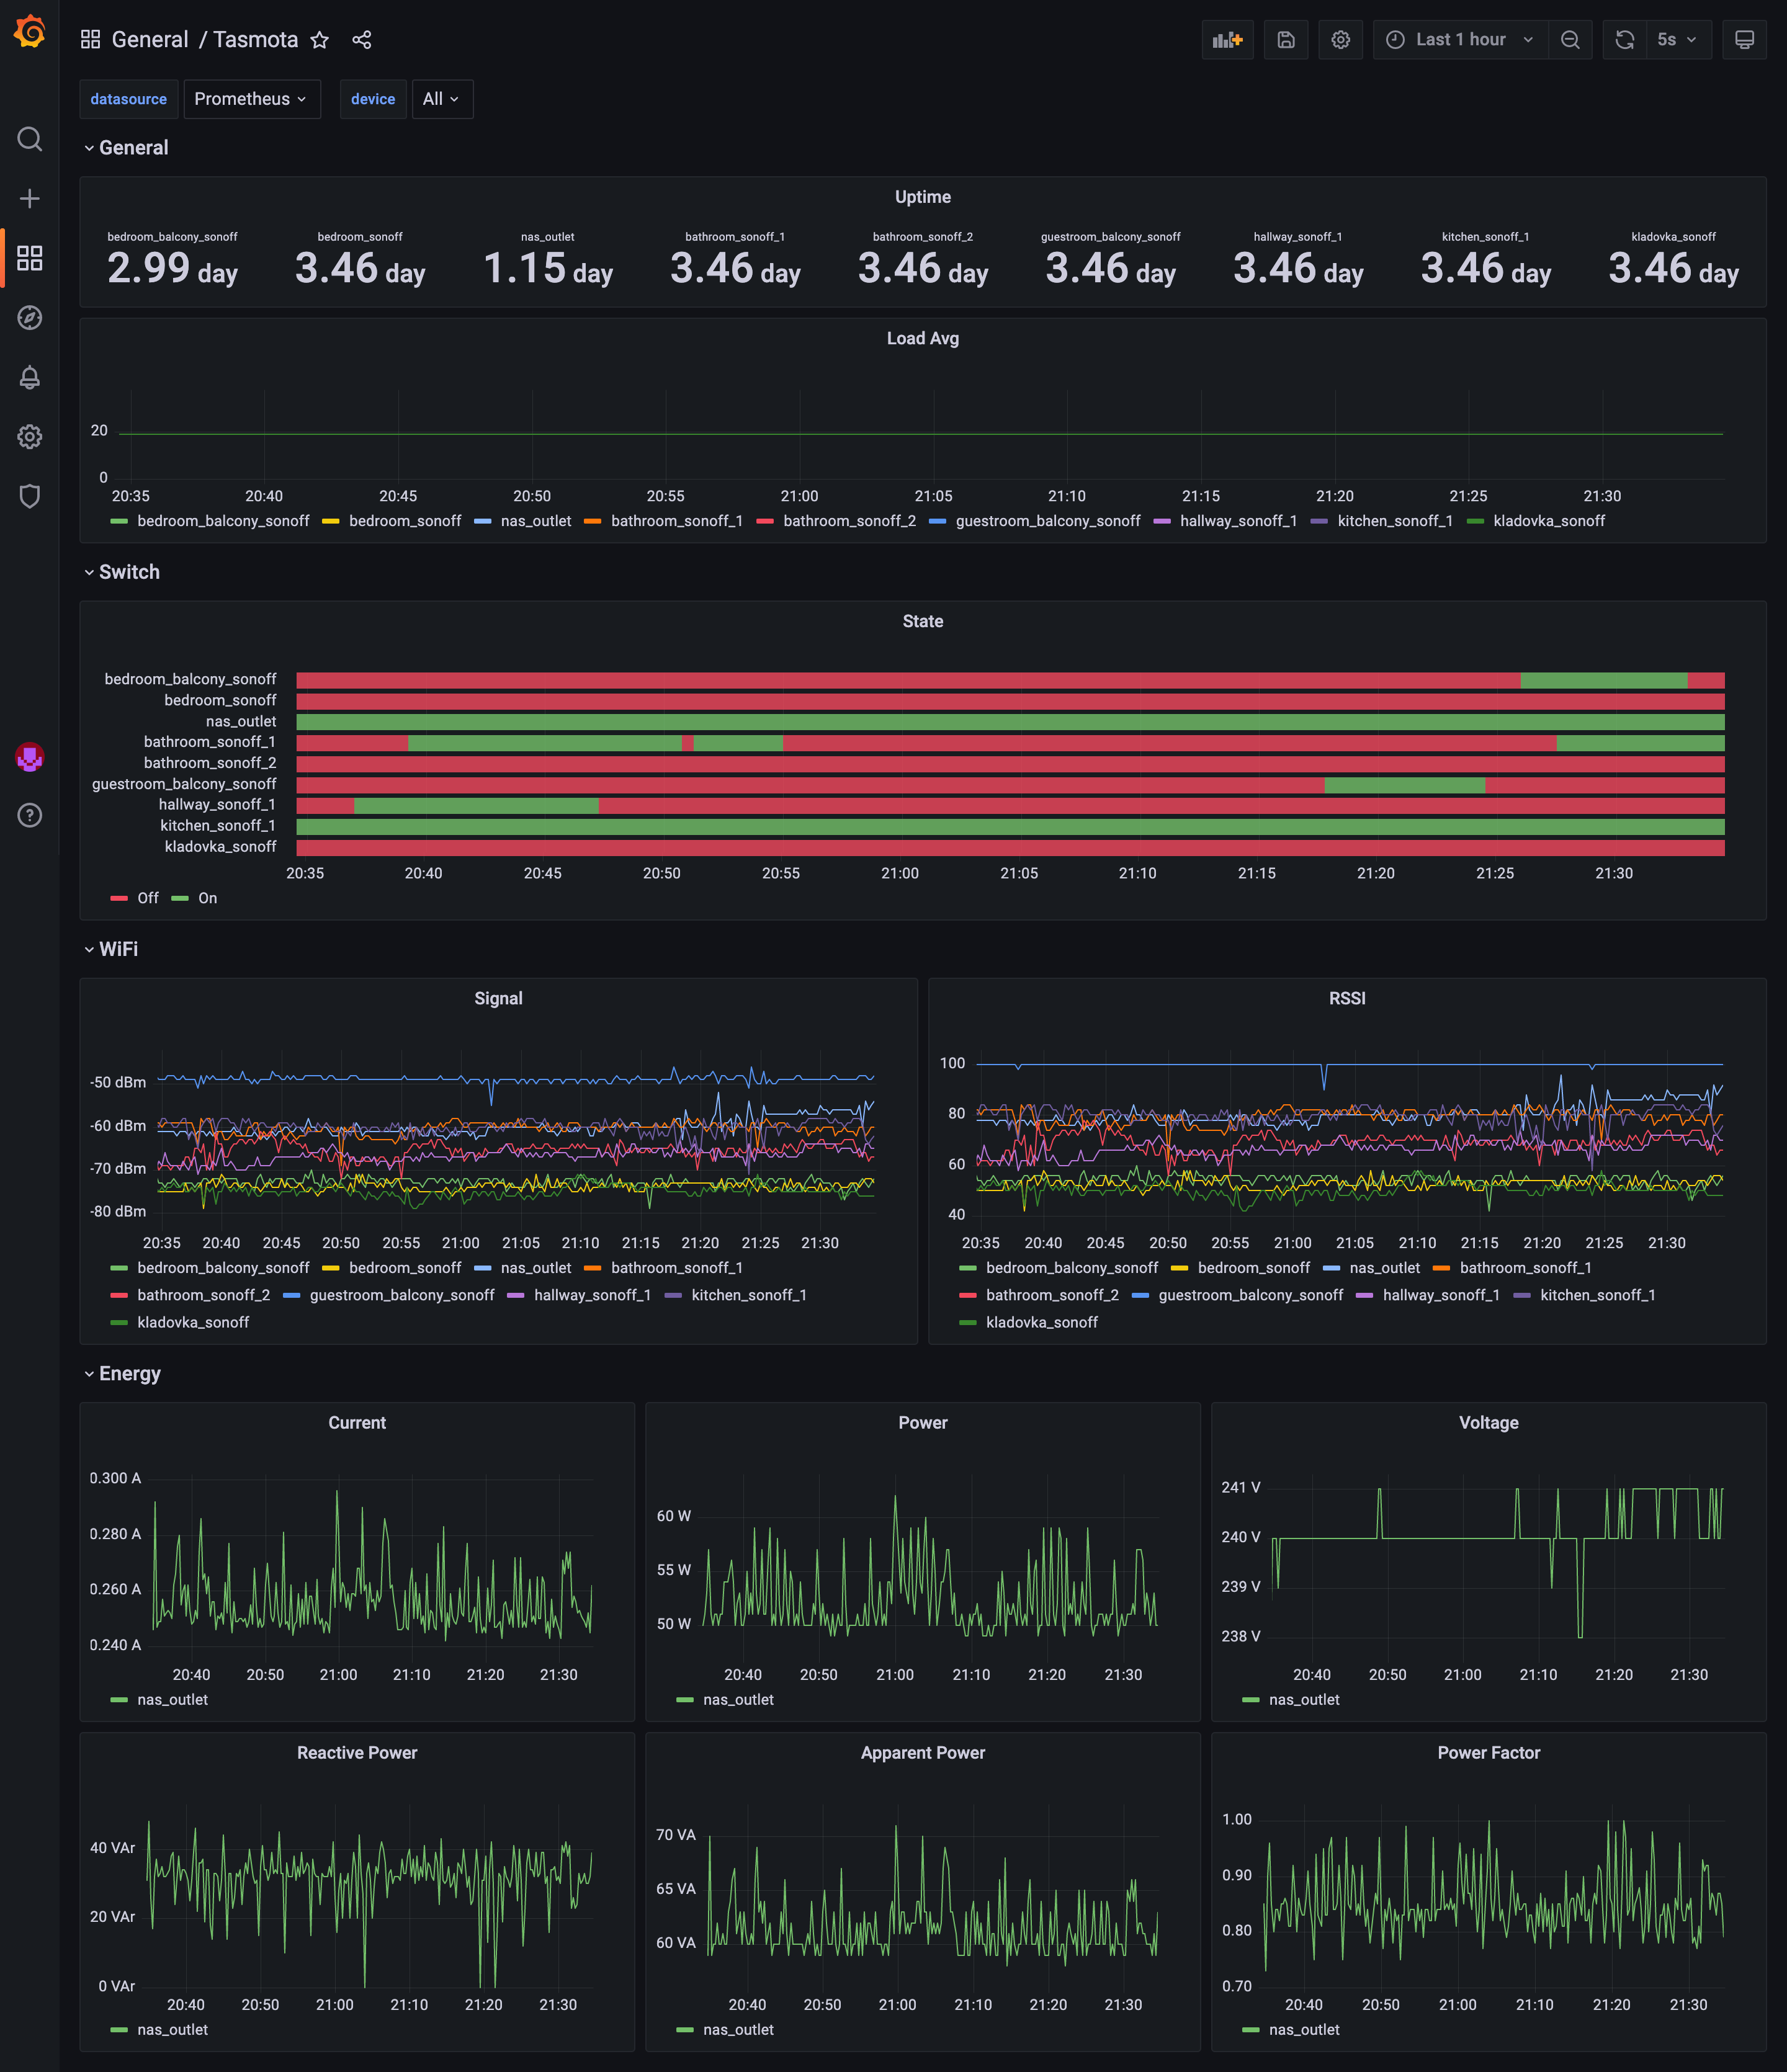 General / Tasmota
Last 1 hour
5s
datasource Prometheus device All
General
Uptime
bedroom_balcony_sonoff bedroom_sonoff nas_outlet bathroom_sonoff_1 bathroom_sonoff_2 guestroom_balcony_sonoff hallway_sonoff_1 kitchen_sonoff_1 kladovka_sonoff
2.99 day 3.46 day 1.15 day 3.46 day 3.46 day 3.46 day 3.46 day 3.46 day 3.46 day
Load Avg
20
0
20:35 20:40 20:45 20:50 20:55 21:00 21:05 21:10 21:15 21:20 21:25 21:30
bedroom_balcony_sonoff bedroom_sonoff nas_outlet bathroom_sonoff_1 bathroom_sonoff_2 guestroom_balcony_sonoff hallway_sonoff_1 kitchen_sonoff_1 kladovka_sonoff
Switch
State
bedroom_balcony_sonoff
bedroom_sonoff
nas_outlet
bathroom_sonoff_1
bathroom_sonoff_2
guestroom_balcony_sonoff
hallway_sonoff_1
kitchen_sonoff_1
kladovka_sonoff
20:35 20:40 20:45 20:50 20:55 21:00 21:05 21:10 21:15 21:20 21:25 21:30
Off On
WiFi
Signal
-50 dBm
-60 dBm
-70 dBm
-80 dBm
20:35 20:40 20:45 20:50 20:55 21:00 21:05 21:10 21:15 21:20 21:25 21:30
bedroom_balcony_sonoff bedroom_sonoff nas_outlet bathroom_sonoff_1
bathroom_sonoff_2 guestroom_balcony_sonoff hallway_sonoff_1 kitchen_sonoff_1
kladovka_sonoff
RSSI
100
80
60
40
20:35 20:40 20:45 20:50 20:55 21:00 21:05 21:10 21:15 21:20 21:25 21:30
bedroom_balcony_sonoff bedroom_sonoff nas_outlet bathroom_sonoff_1
bathroom_sonoff_2 guestroom_balcony_sonoff hallway_sonoff_1 kitchen_sonoff_1
kladovka_sonoff
Energy
Current
0.300 A
0.280 A
0.260 A
0.240 A
20:40 20:50 21:00 21:10 21:20 21:30
nas_outlet
Power
60 W
55 W
50 W
20:40 20:50 21:00 21:10 21:20 21:30
nas_outlet
Voltage
241 V
240 V
239 V
238 V
20:40 20:50 21:00 21:10 21:20 21:30
nas_outlet
Reactive Power
40 VAr
20 VAr
0 VAr
20:40 20:50 21:00 21:10 21:20 21:30
nas_outlet
Apparent Power
70 VA
65 VA
60 VA
20:40 20:50 21:00 21:10 21:20 21:30
nas_outlet
Power Factor
1.00
0.90
0.80
0.70
20:40 20:50 21:00 21:10 21:20 21:30
nas_outlet